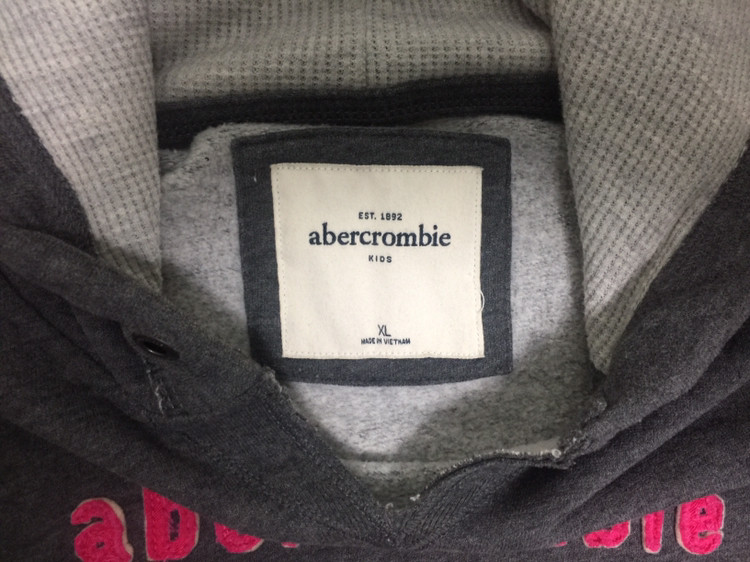 EST. 1892
abercrombie
KIDS
XL
MADE IN VIETNAM